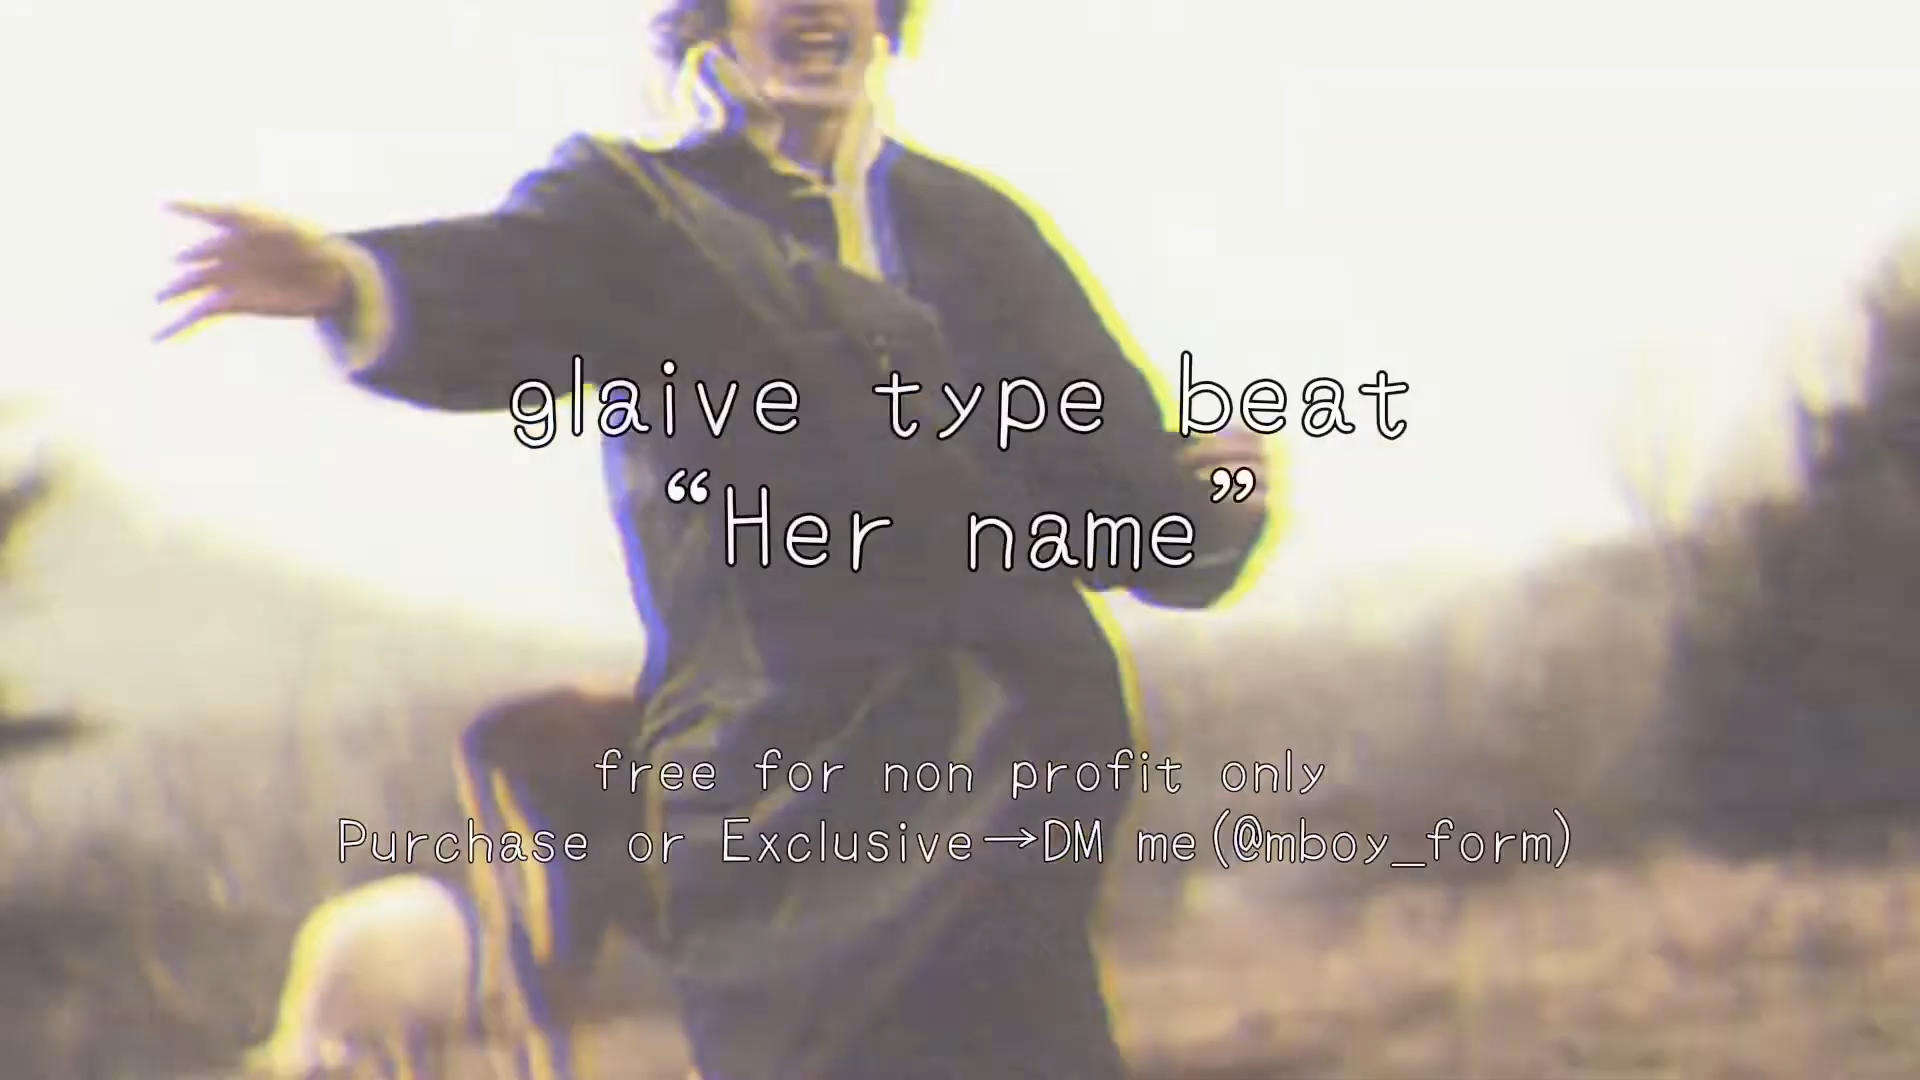 glaive type beat
“Her name”
free for non profit only
Purchase or Exclusive→DM me(@mboy_form)